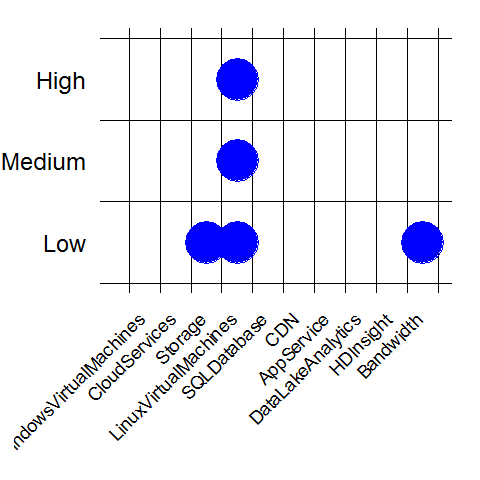 High
Medium
Low
ndowsVirtualMachines
CloudServices
Storage
LinuxVirtualMachines
SQLDatabase
CDN
AppService
DataLakeAnalytics
HDInsight
Bandwidth